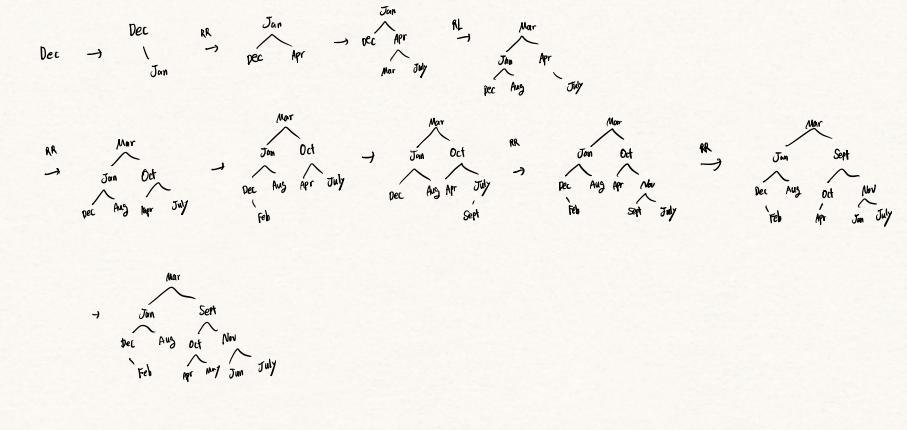 Dec Dec Jan RR Jan Dec Apr Jan Dec Apr Mar July RL Mar Jan Apr Dec Aug July
RR Mar Jan Oct Dec Aug Apr July Mar Jan Oct Dec Aug Apr July Feb Mar Jan Oct Dec Aug Apr July Sept RR Mar Jan Oct Dec Aug Apr Nov Feb Sept July RR Mar Jan Sept Dec Aug Oct Nov Feb Apr Jun July
Mar Jan Sept Dec Aug Oct Nov Feb Apr May Jun July